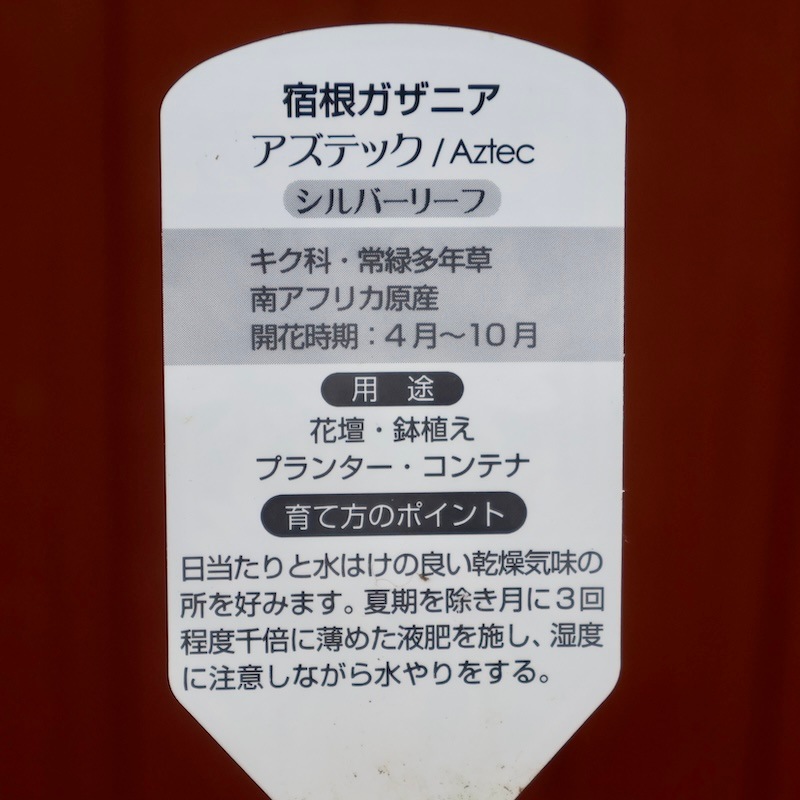 宿根ガザニア
アズテック/Aztec
シルバーリーフ
キク科・常緑多年草
南アフリカ原産
開花時期：4月〜10月
用　途
花壇・鉢植え
プランター・コンテナ
育て方のポイント
日当たりと水はけの良い乾燥気味の
所を好みます。夏期を除き月に3回
程度千倍に薄めた液肥を施し、湿度
に注意しながら水やりをする。